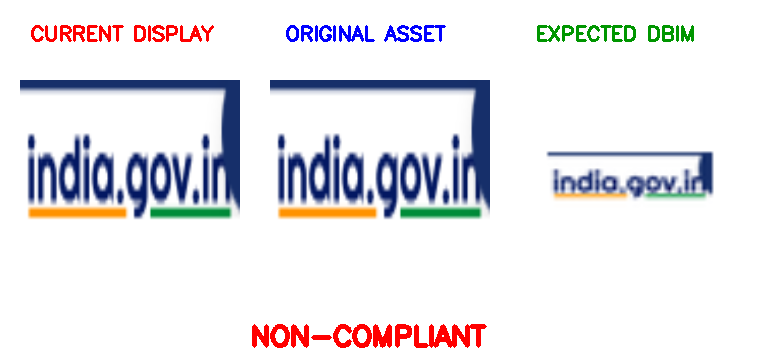 CURRENT DISPLAY
ORIGINAL ASSET
EXPECTED DBIM
india.gov.in
india.gov.in
india.gov.in
NON-COMPLIANT